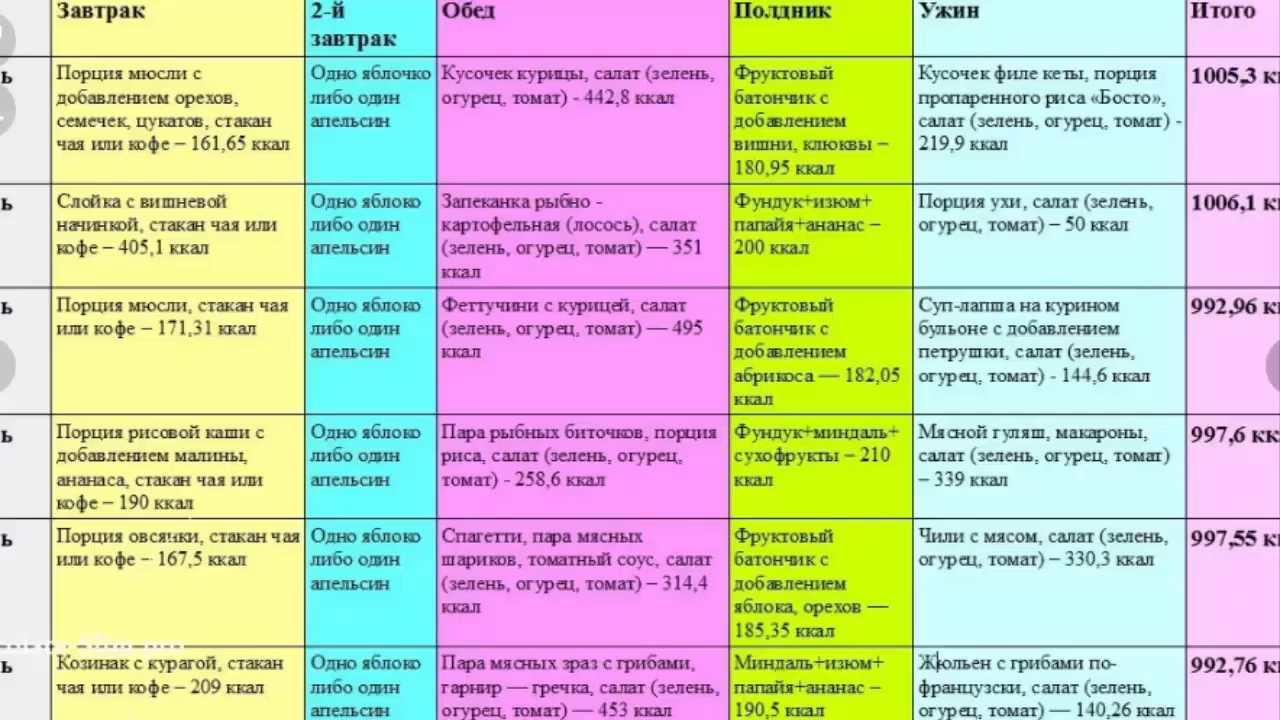 Завтрак
2-й
завтрак
Обед
Полдник
Ужин
Итого
ь
Порция мюсли с
добавлением орехов,
семечек, цукатов, стакан
чая или кофе – 161,65 ккал
Одно яблочко
либо один
апельсин
Кусочек курицы, салат (зелень,
огурец, томат) - 442,8 ккал
Фруктовый
батончик с
добавлением
вишни, клюквы –
180,95 ккал
Кусочек филе кеты, порция
пропаренного риса «Босто»,
салат (зелень, огурец, томат) -
219,9 ккал
1005,3 к
ь
Слойка с вишневой
начинкой, стакан чая или
кофе – 405,1 ккал
Одно яблоко
либо один
апельсин
Запеканка рыбно -
картофельная (лосось), салат
(зелень, огурец, томат) — 351
ккал
Фундук+изюм+
папайя+ананас –
200 ккал
Порция ухи, салат (зелень,
огурец, томат) – 50 ккал
1006,1 к
ь
Порция мюсли, стакан чая
или кофе – 171,31 ккал
Одно яблоко
либо один
апельсин
Феттучини с курицей, салат
(зелень, огурец, томат) — 495
ккал
Фруктовый
батончик с
добавлением
абрикоса — 182,05
ккал
Суп-лапша на курином
бульоне с добавлением
петрушки, салат (зелень,
огурец, томат) - 144,6 ккал
992,96 к
ь
Порция рисовой каши с
добавлением малины,
ананаса, стакан чая или
кофе – 190 ккал
Одно яблоко
либо один
апельсин
Пара рыбных биточков, порция
риса, салат (зелень, огурец,
томат) - 258,6 ккал
Фундук+миндаль+
сухофрукты – 210
ккал
Мясной гуляш, макароны,
салат (зелень, огурец, томат)
– 339 ккал
997,6 кк
ь
Порция овсянки, стакан чая
или кофе – 167,5 ккал
Одно яблоко
либо один
апельсин
Спагетти, пара мясных
шариков, томатный соус, салат
(зелень, огурец, томат) – 314,4
ккал
Фруктовый
батончик с
добавлением
яблока, орехов —
185,35 ккал
Чили с мясом, салат (зелень,
огурец, томат) – 330,3 ккал
997,55 к
ь
Козинак с курагой, стакан
чая или кофе – 209 ккал
Одно яблоко
либо один
апельсин
Пара мясных зраз с грибами,
гарнир — гречка, салат (зелень,
огурец, томат) — 453 ккал
Миндаль+изюм+
папайя+ананас –
190,5 ккал
Жюльен с грибами по-
французски, салат (зелень,
огурец, томат) — 140,26 ккал
992,76 к